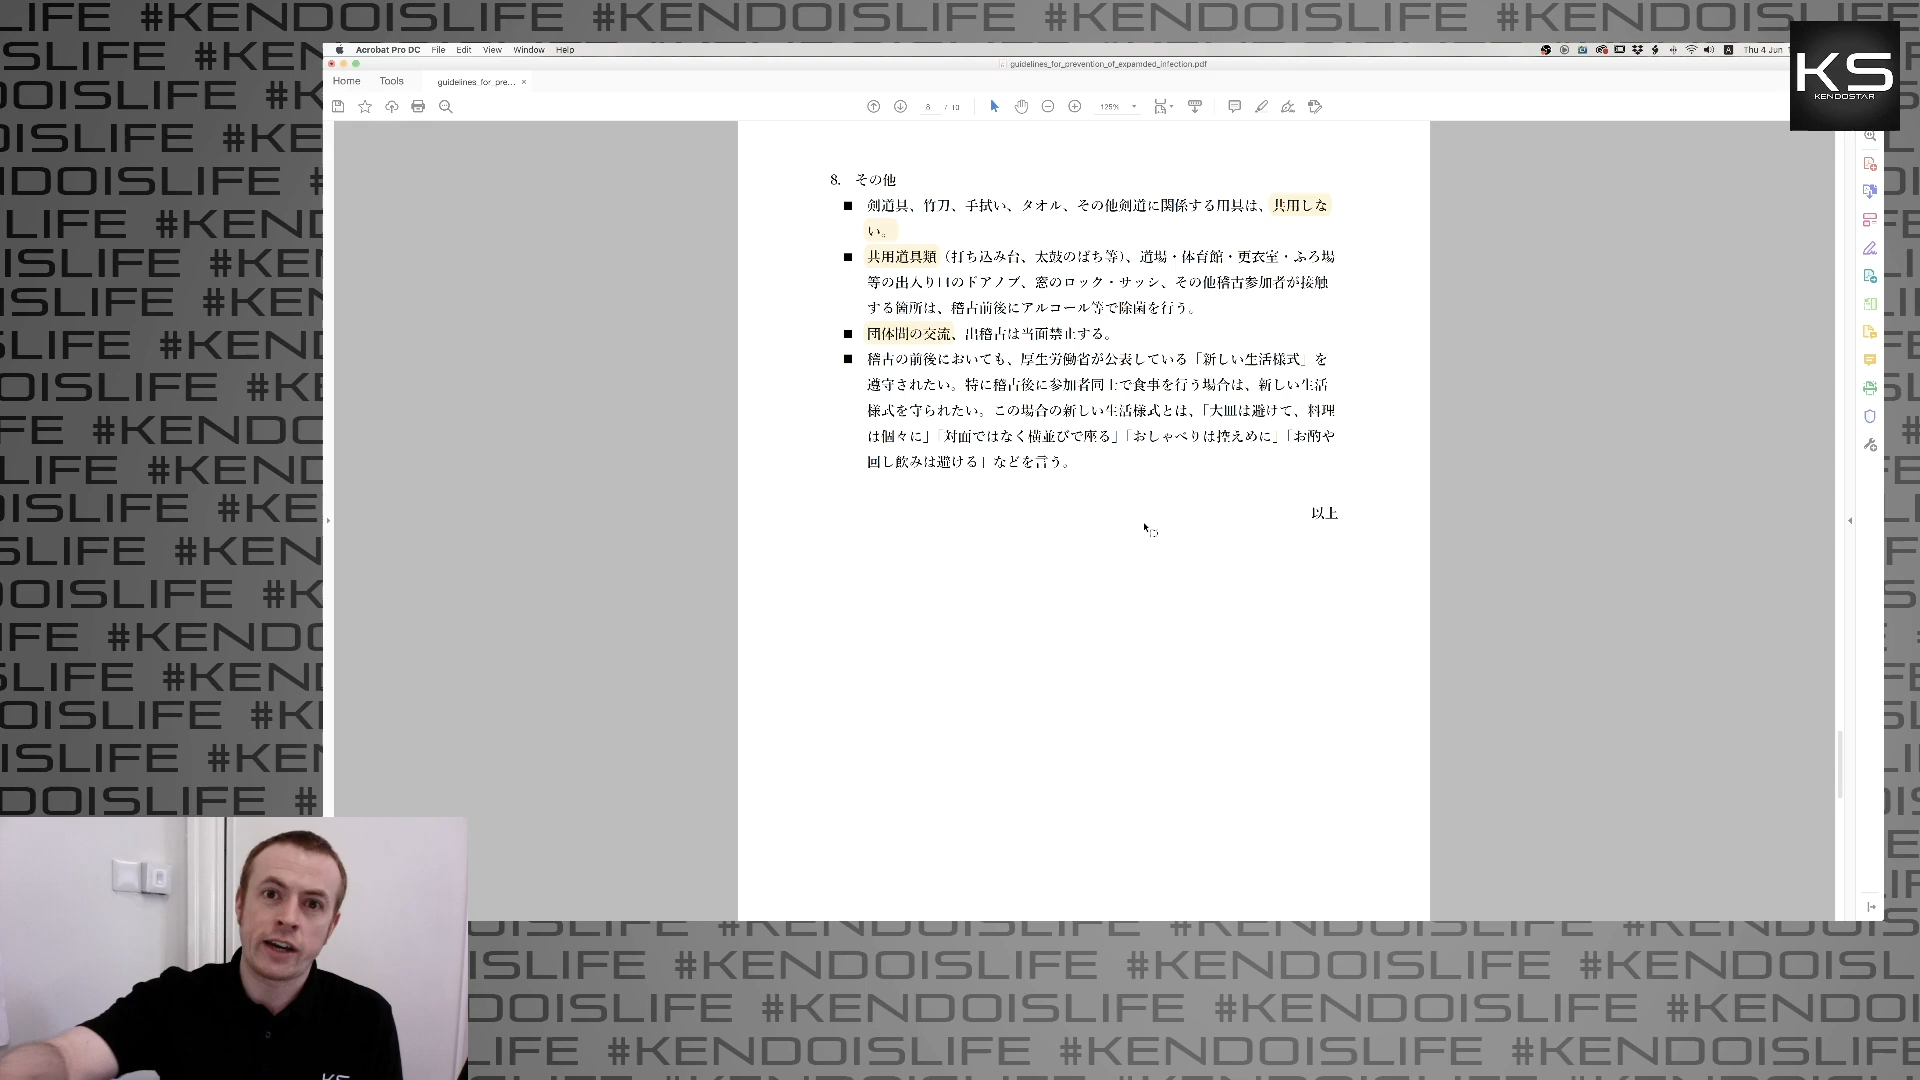 #KENDOISLIFE #KENDOISLIFE #KENDOISLIFE #KENDOISLIFE
Acrobat Pro DC File Edit View Window Help
Thu 4 Jun
guidelines_for_prevention_of_expamded_infection.pdf
KS
KENDOSTAR
Home Tools guidelines_for_pre... ×
8 / 13
125%
8. その他
■ 剣道具、竹刀、手拭い、タオル、その他剣道に関係する用具は、共用しな
い。
■ 共用道具類（打ち込み台、太鼓のばち等）、道場・体育館・更衣室・ふろ場
等の出入り口のドアノブ、窓のロック・サッシ、その他稽古参加者が接触
する箇所は、稽古前後にアルコール等で除菌を行う。
■ 団体間の交流、出稽古は当面禁止する。
■ 稽古の前後においても、厚生労働省が公表している「新しい生活様式」を
遵守されたい。特に稽古後に参加者同士で食事を行う場合は、新しい生活
様式を守られたい。この場合の新しい生活様式とは、「大皿は避けて、料理
は個々に」「対面ではなく横並びで座る」「おしゃべりは控えめに」「お酌や
回し飲みは避ける」などを言う。
以上
KS
#KENDOISLIFE #KENDOISLIFE